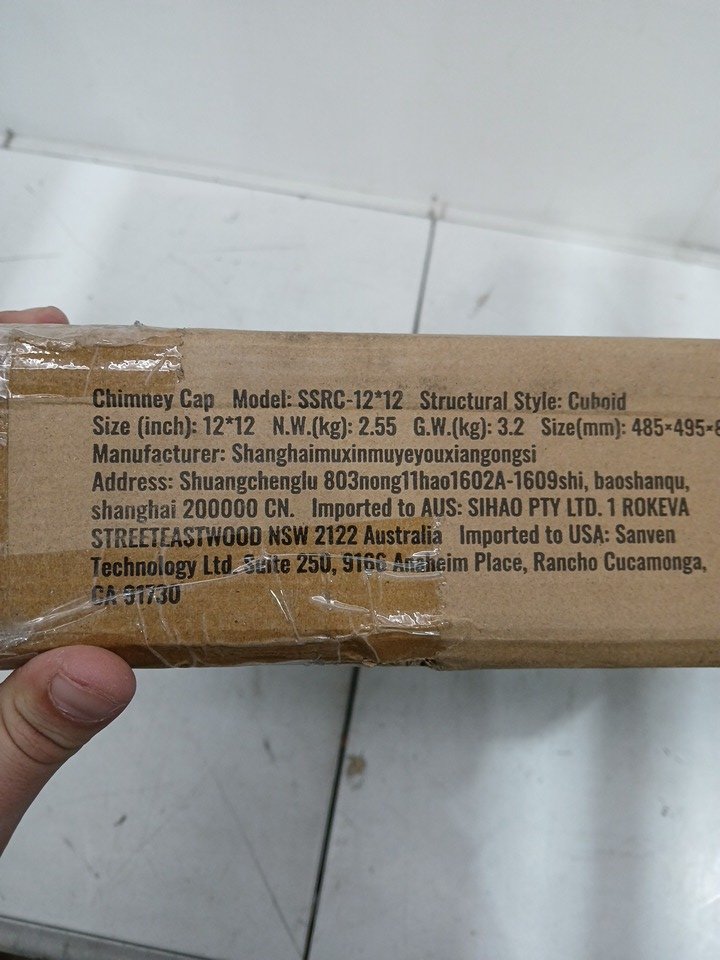 Chimney Cap Model: SSRC-12*12 Structural Style: Cuboid
Size (inch): 12*12 N.W.(kg): 2.55 G.W.(kg): 3.2 Size(mm): 485*495*
Manufacturer: Shanghaimuxinmuyeyouxiangongsi
Address: Shuangchenglu 803nong11hao1602A-1609shi, baoshanqu,
shanghai 200000 CN. Imported to AUS: SIHAO PTY LTD. 1 ROKEVA
STREETEASTWOOD NSW 2122 Australia Imported to USA: Sanven
Technology Ltd. Suite 250, 9166 Anaheim Place, Rancho Cucamonga,
CA 91730